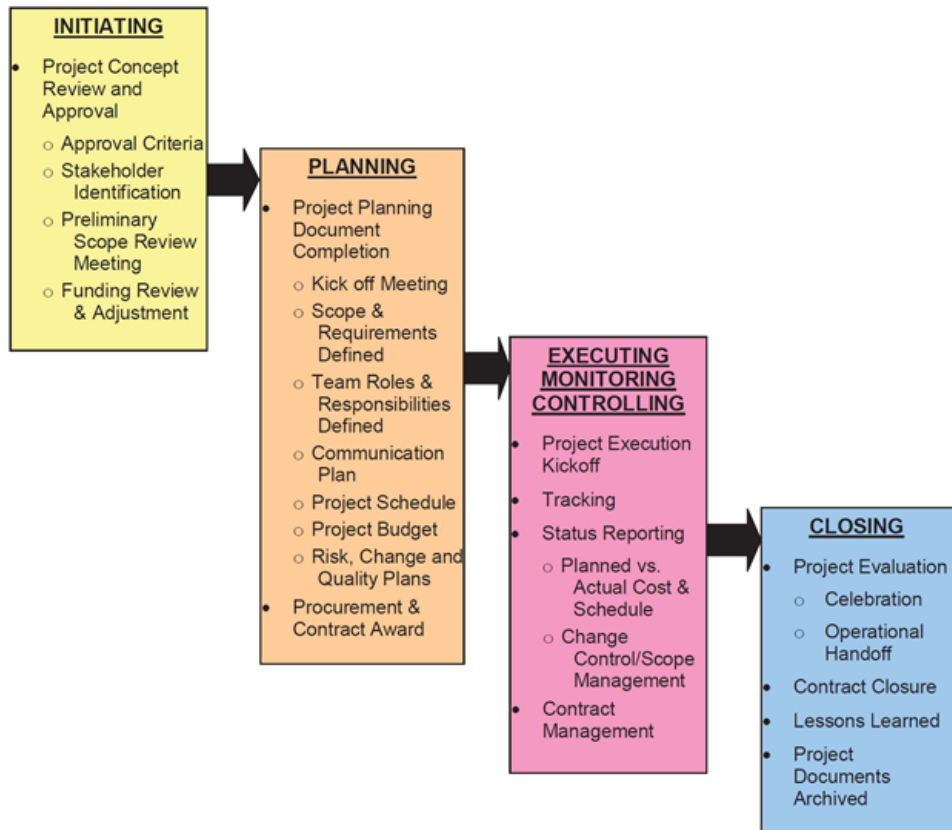 INITIATING
• Project Concept
Review and
Approval
○ Approval Criteria
○ Stakeholder
Identification
○ Preliminary
Scope Review
Meeting
○ Funding Review
& Adjustment
PLANNING
• Project Planning
Document
Completion
○ Kick off Meeting
○ Scope &
Requirements
Defined
○ Team Roles &
Responsibilities
Defined
○ Communication
Plan
○ Project Schedule
○ Project Budget
○ Risk, Change and
Quality Plans
• Procurement &
Contract Award
EXECUTING
MONITORING
CONTROLLING
• Project Execution
Kickoff
• Tracking
• Status Reporting
○ Planned vs.
Actual Cost &
Schedule
○ Change
Control/Scope
Management
• Contract
Management
CLOSING
• Project Evaluation
○ Celebration
○ Operational
Handoff
• Contract Closure
• Lessons Learned
• Project
Documents
Archived